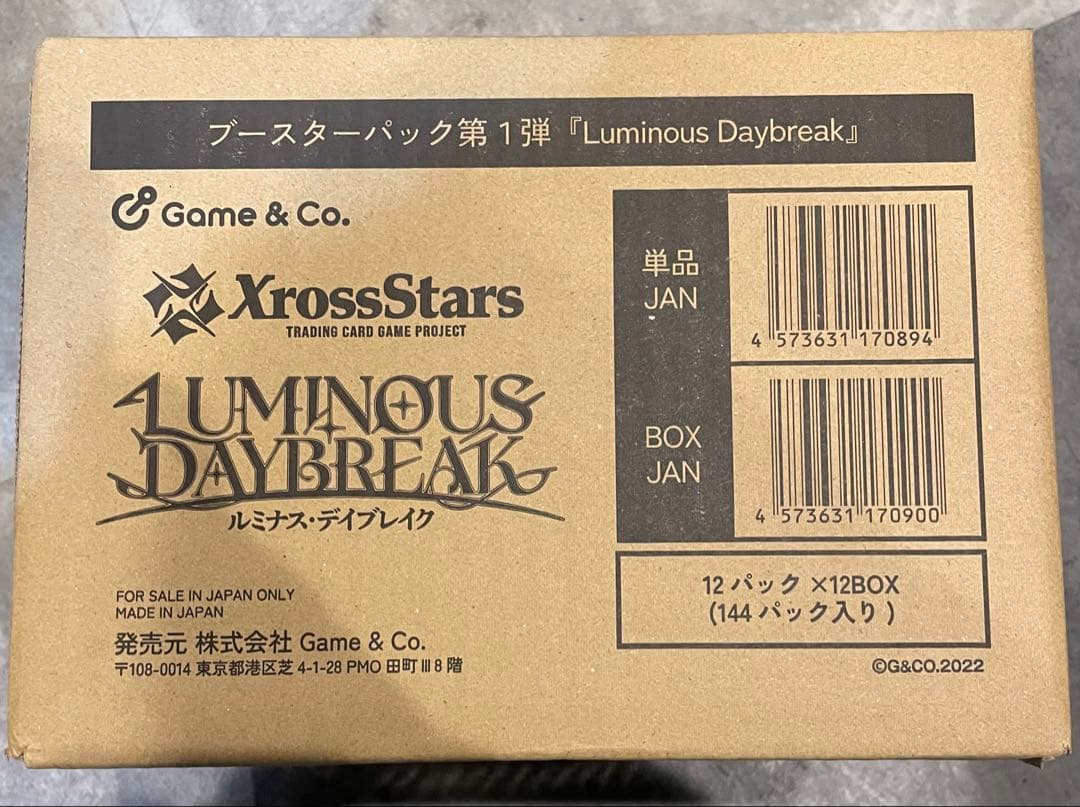 ブースターパック第1弾『Luminous Daybreak』
Game & Co.
XrossStars
TRADING CARD GAME PROJECT
LUMINOUS
DAYBREAK
ルミナス・デイブレイク
FOR SALE IN JAPAN ONLY
MADE IN JAPAN
発売元 株式会社 Game & Co.
〒108-0014 東京都港区芝 4-1-28 PMO 田町Ⅲ 8 階
単品
JAN
4 573631 170894
BOX
JAN
4 573631 170900
12 パック ×12BOX
(144 パック入り )
©G&CO.2022